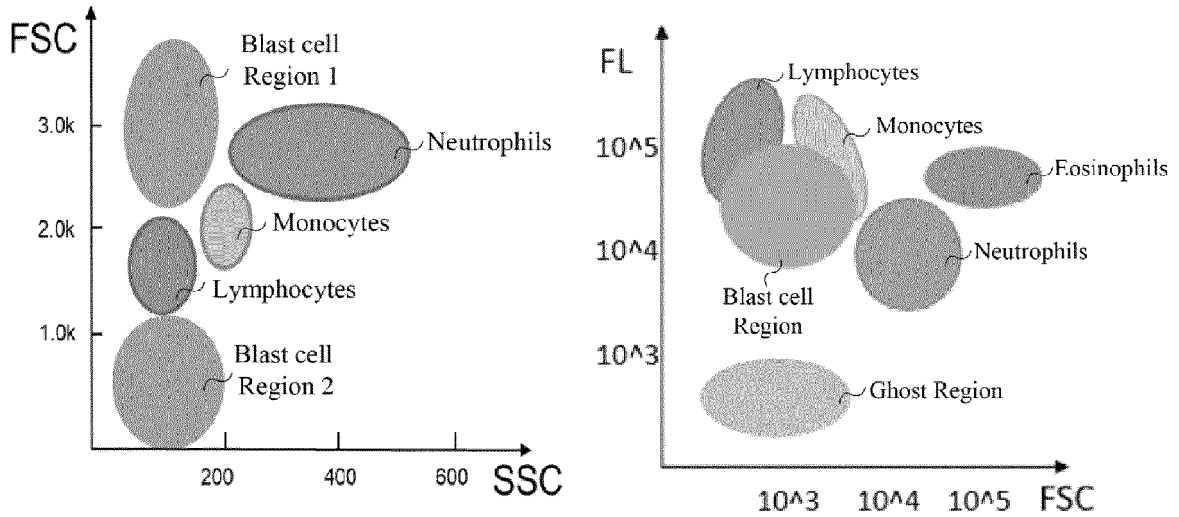 FSC
Blast cell
Region 1
3.0k
Neutrophils
2.0k
Monocytes
Lymphocytes
1.0k
Blast cell
Region 2
200
400
600
SSC
FL
Lymphocytes
Monocytes
10^5
Eosinophils
10^4
Neutrophils
Blast cell
Region
10^3
Ghost Region
10^3
10^4
10^5
FSC